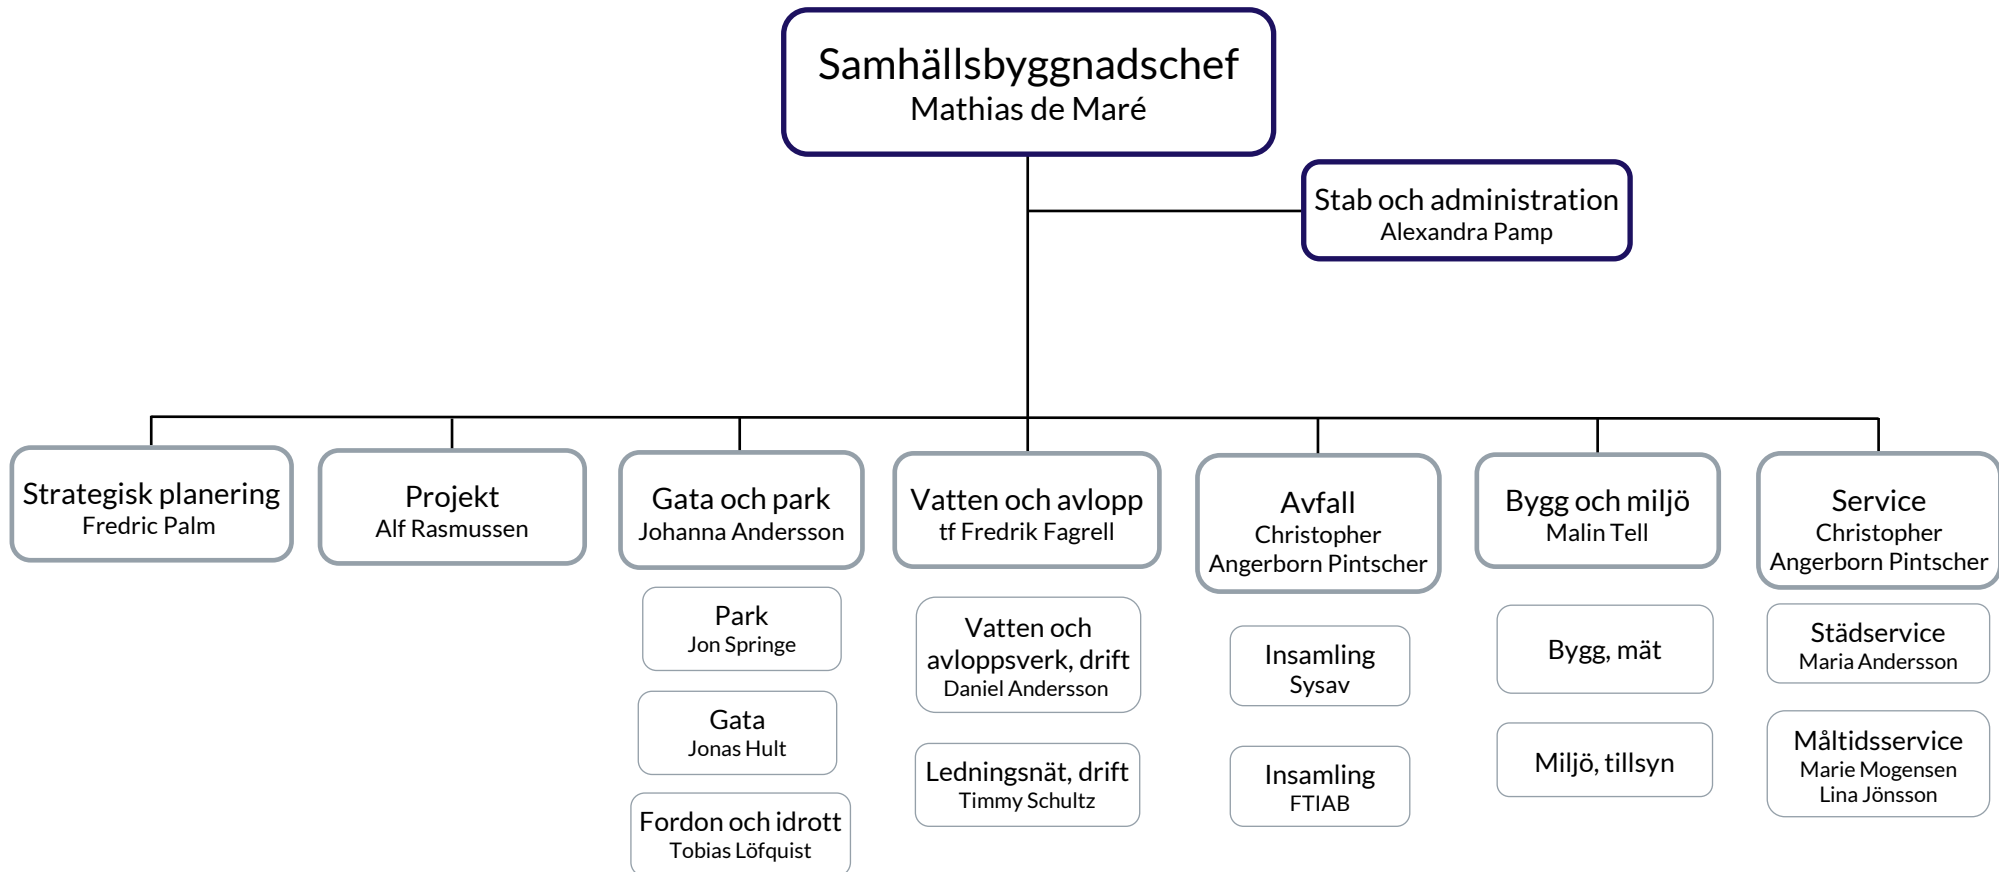 Samhällsbyggnadschef
Mathias de Maré
Stab och administration
Alexandra Pamp
Strategisk planering
Fredric Palm
Projekt
Alf Rasmussen
Gata och park
Johanna Andersson
Park
Jon Springe
Gata
Jonas Hult
Fordon och idrott
Tobias Löfquist
Vatten och avlopp
tf Fredrik Fagrell
Vatten och
avloppsverk, drift
Daniel Andersson
Ledningsnät, drift
Timmy Schultz
Avfall
Christopher
Angerborn Pintscher
Insamling
Sysav
Insamling
FTIAB
Bygg och miljö
Malin Tell
Bygg, mät
Miljö, tillsyn
Service
Christopher
Angerborn Pintscher
Städservice
Maria Andersson
Måltidsservice
Marie Mogensen
Lina Jönsson